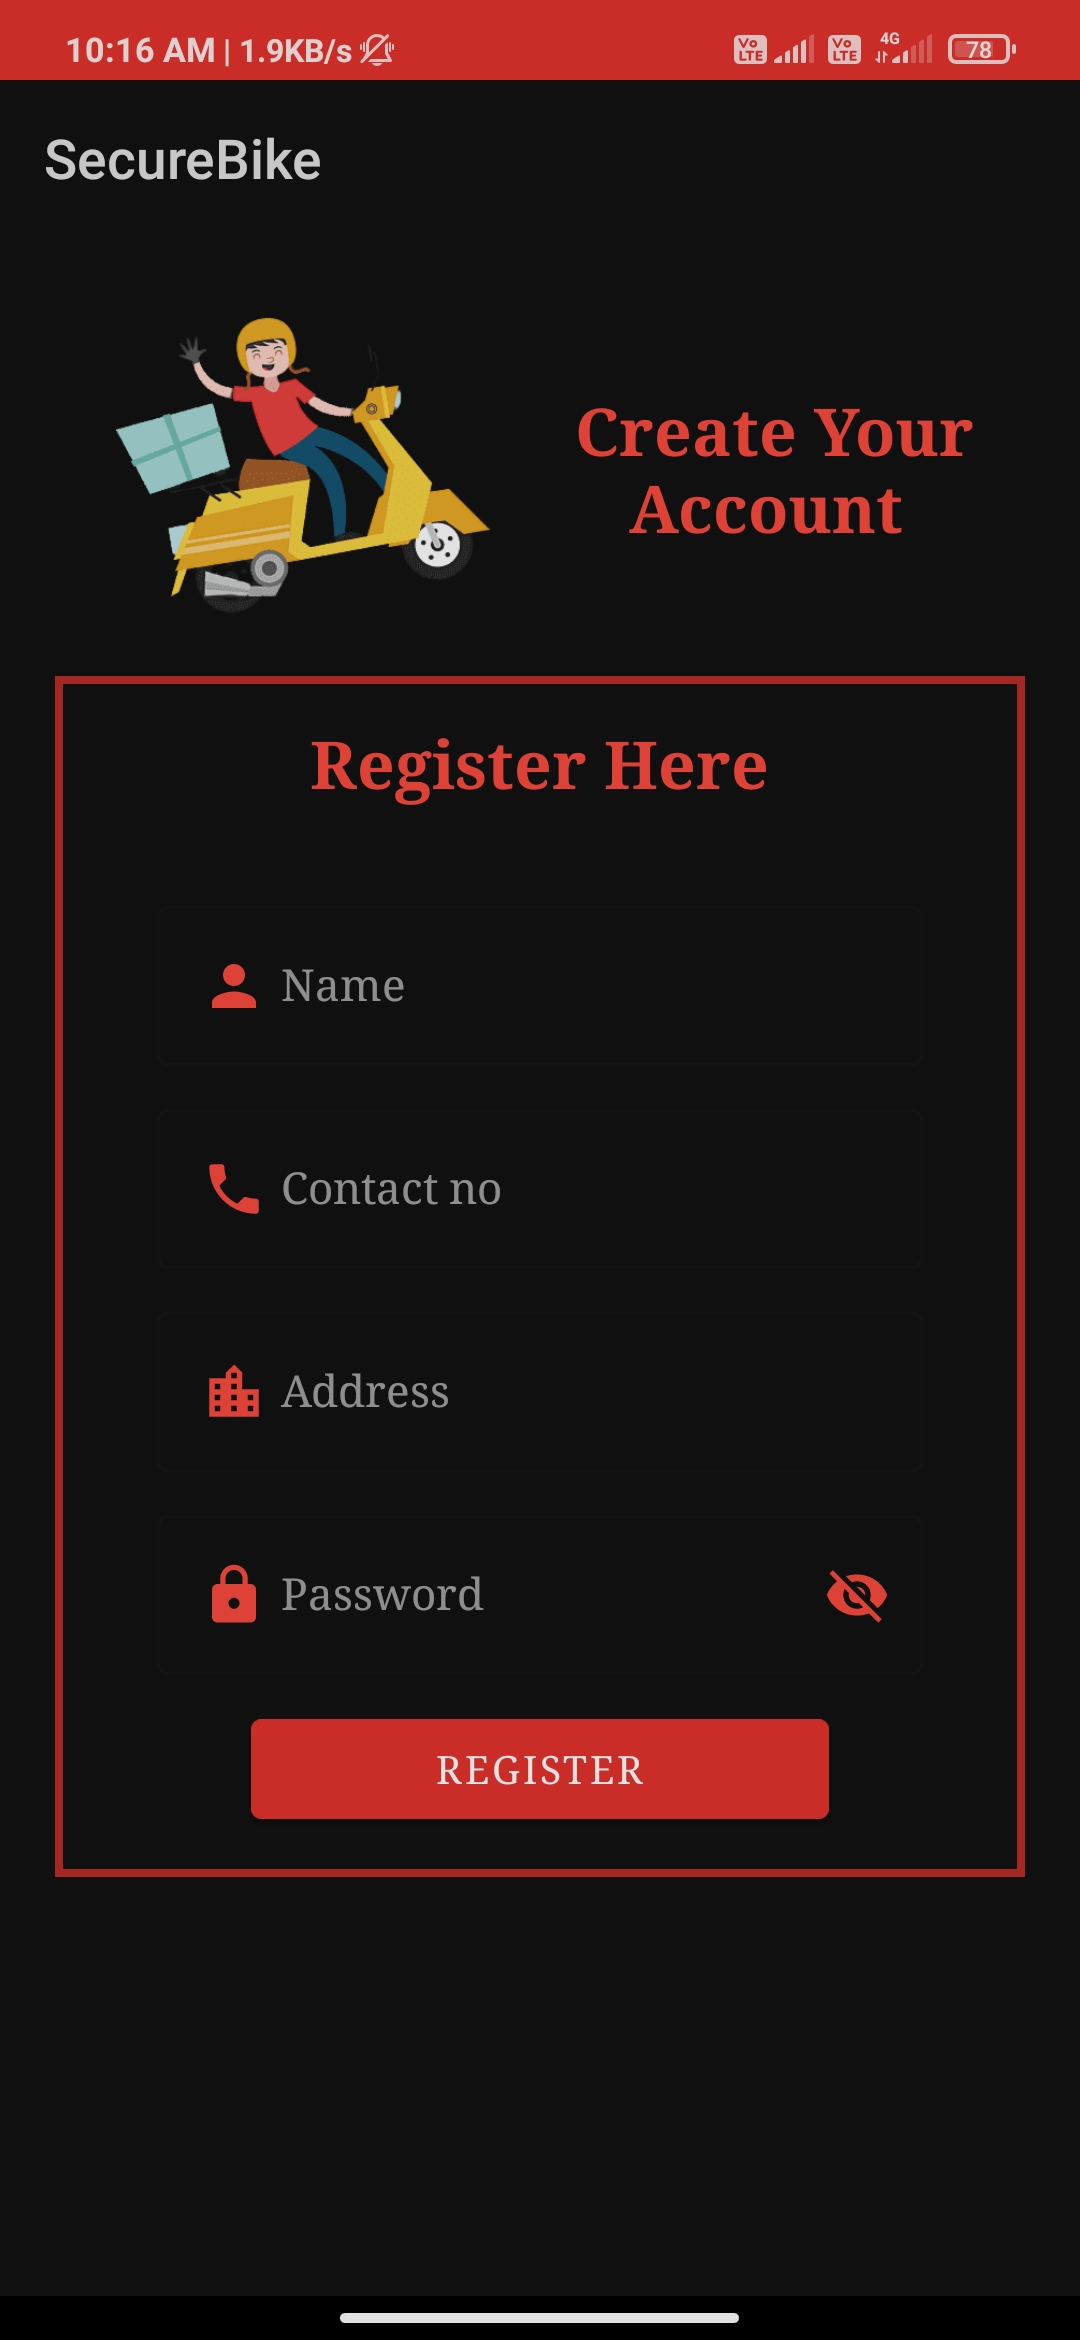 10:16 AM | 1.9KB/s
Vo LTE Vo LTE 4G 78
SecureBike
Create Your
Account
Register Here
Name
Contact no
Address
Password
REGISTER